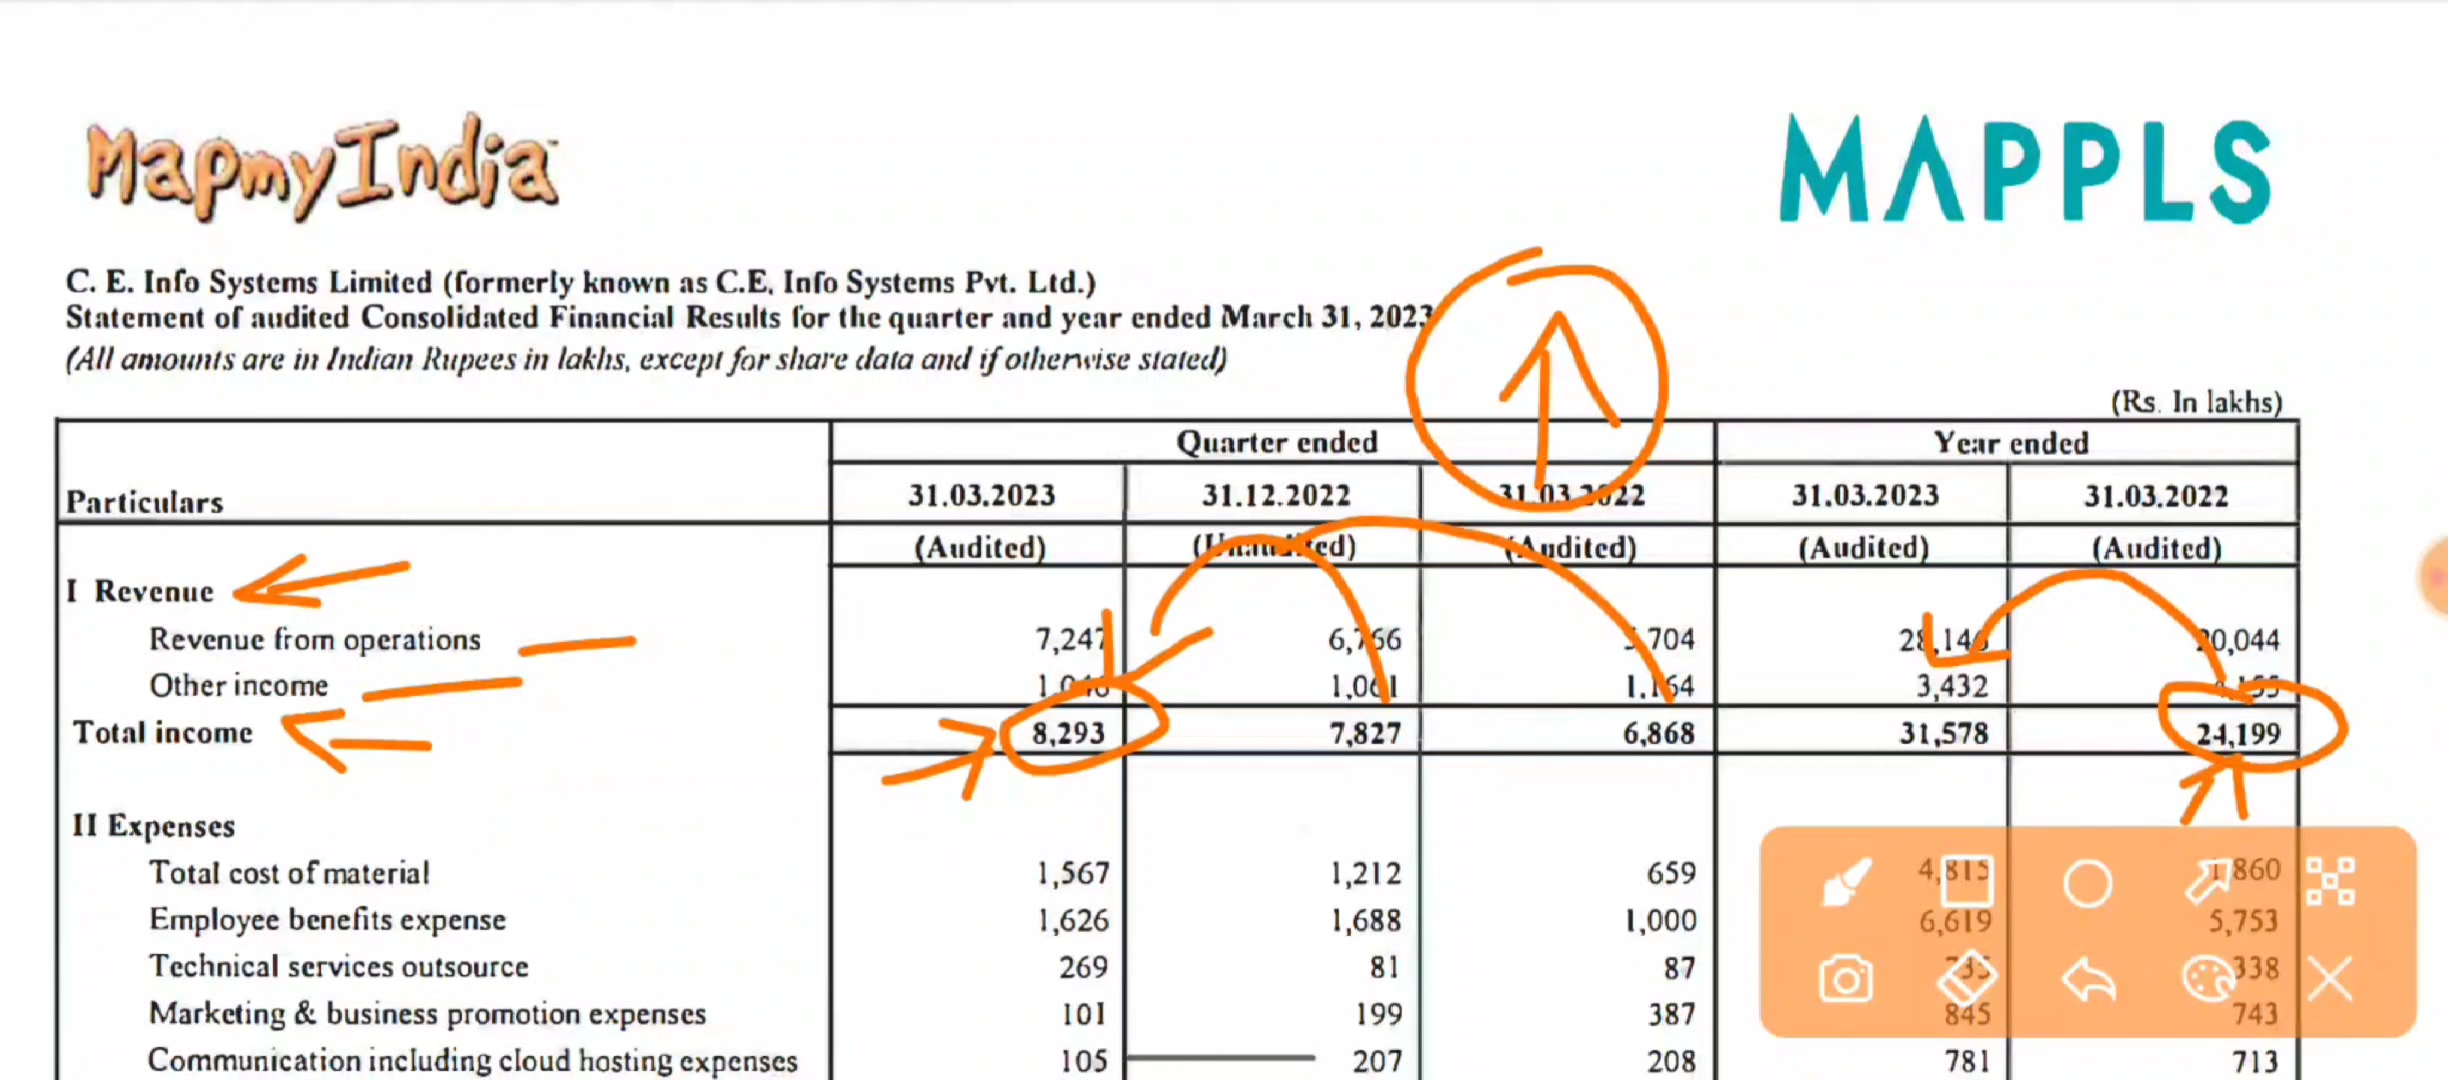 MapmyIndia
MAPPLS
C. E. Info Systems Limited (formerly known as C.E. Info Systems Pvt. Ltd.)
Statement of audited Consolidated Financial Results for the quarter and year ended March 31, 2023
(All amounts are in Indian Rupees in lakhs, except for share data and if otherwise stated)
(Rs. In lakhs)
Quarter ended Year ended
Particulars 31.03.2023 31.12.2022 31.03.2022 31.03.2023 31.03.2022
(Audited) (Unaudited) (Audited) (Audited) (Audited)
I Revenue
Revenue from operations 7,247 6,766
Other income 1,061 1,164 3,432
Total income 8,293 7,827 6,868 31,578 24,199
II Expenses
Total cost of material 1,567 1,212 659 4,815 1,860
Employee benefits expense 1,626 1,688 1,000 6,619 5,753
Technical services outsource 269 81 87 338
Marketing & business promotion expenses 101 199 387 845 743
Communication including cloud hosting expenses 105 207 208 781 713